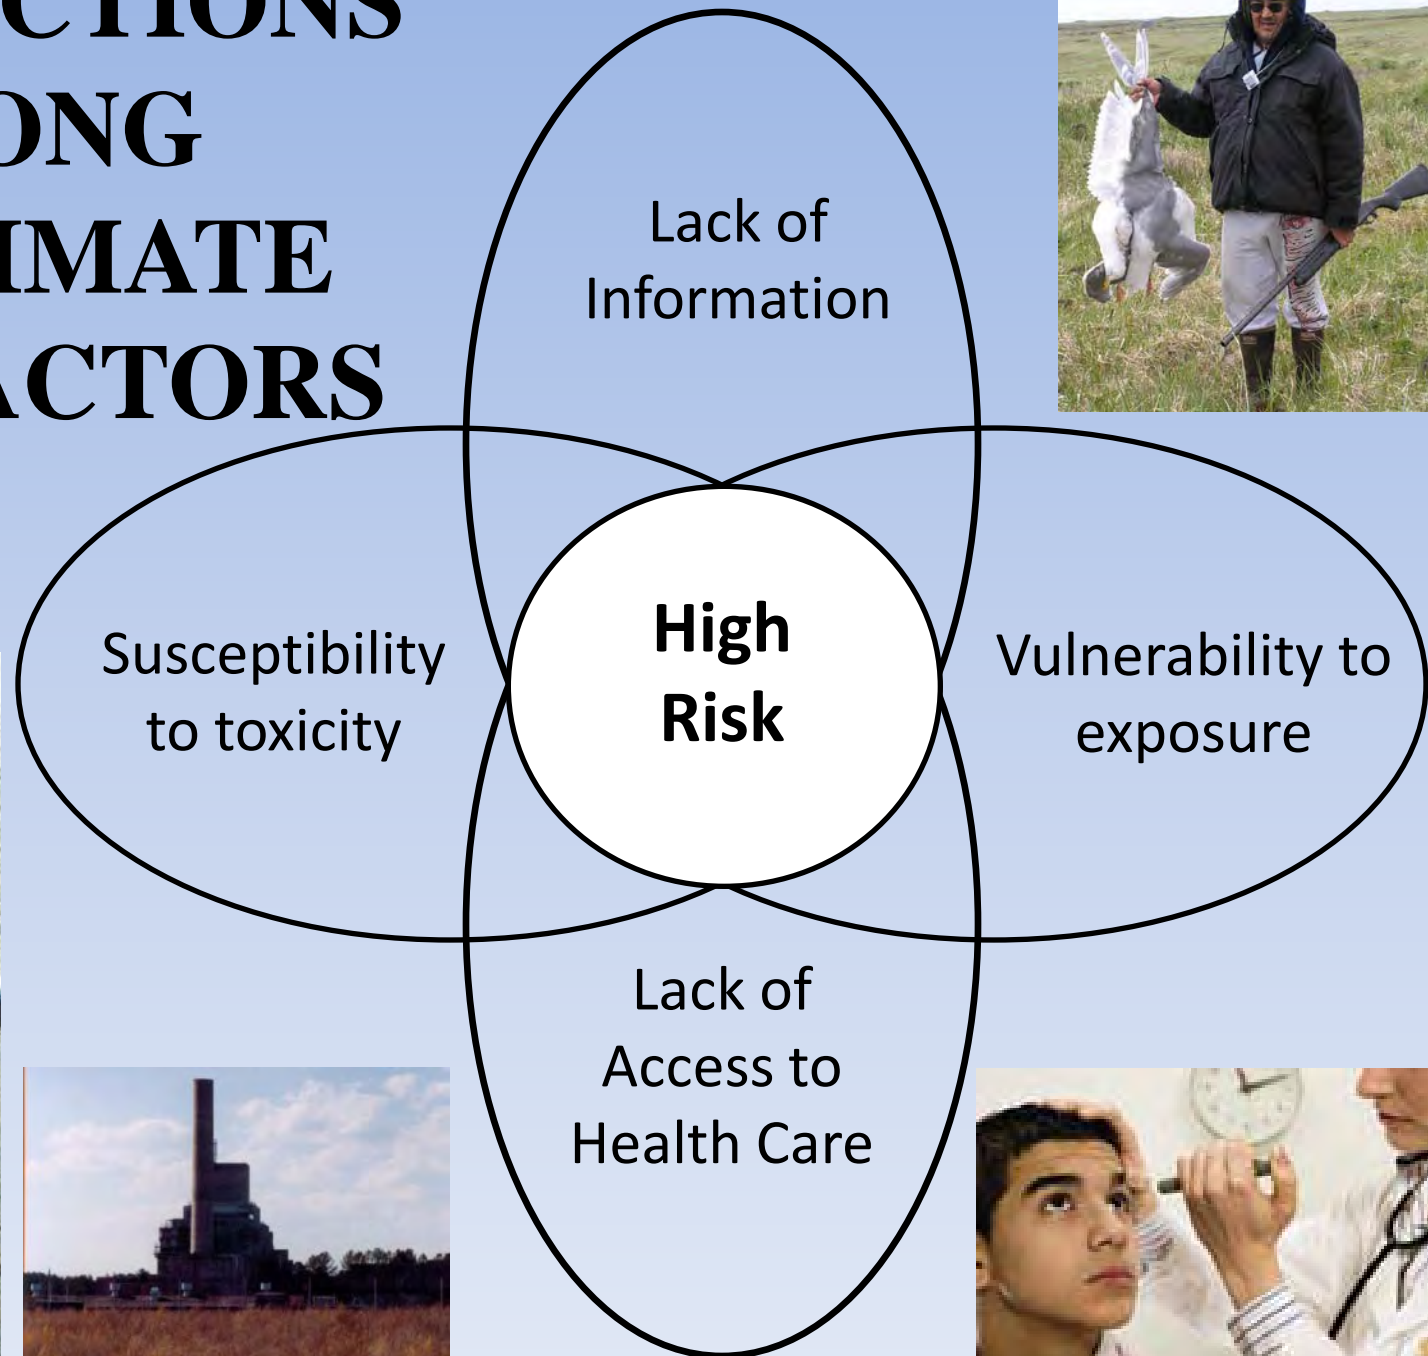 CTIONS
ONG
IMATE
ACTORS
Lack of
Information
Susceptibility
to toxicity
High
Risk
Vulnerability to
exposure
Lack of
Access to
Health Care